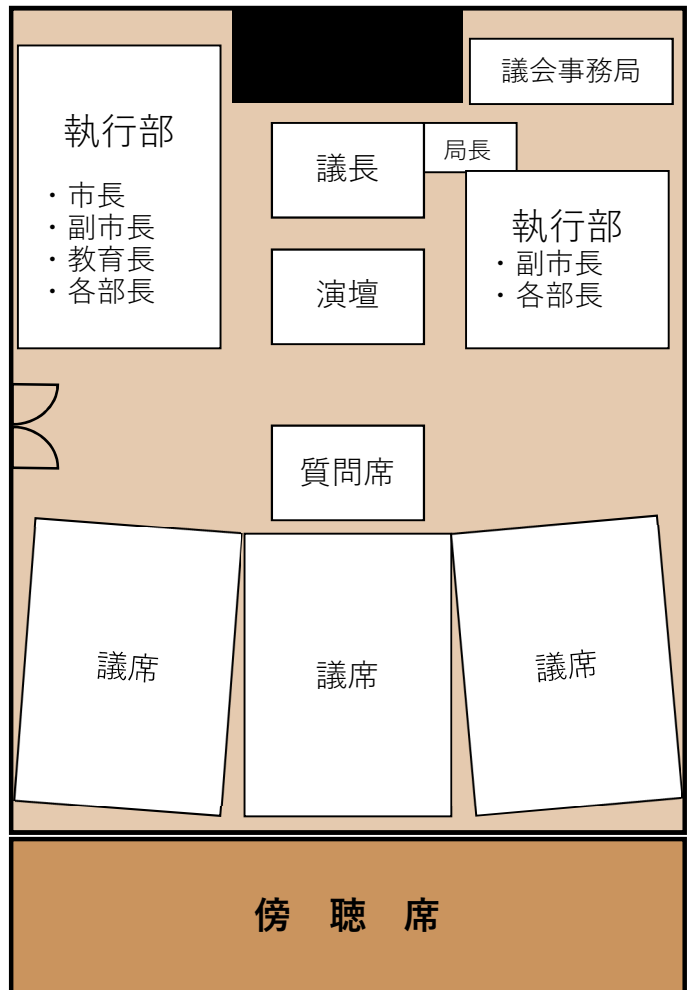 議会事務局
執行部
・市長
・副市長
・教育長
・各部長
議長
局長
執行部
・副市長
・各部長
演壇
質問席
議席
議席
議席
傍 聴 席